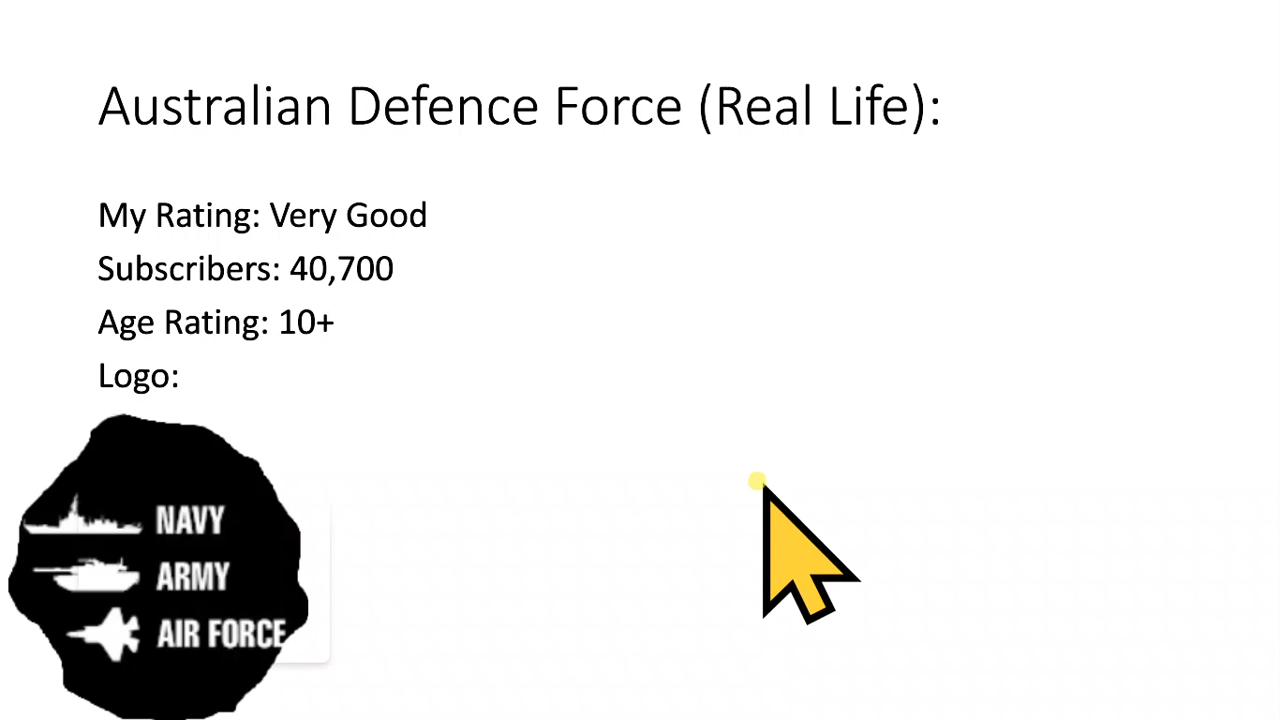 Australian Defence Force (Real Life):
My Rating: Very Good
Subscribers: 40,700
Age Rating: 10+
Logo:
NAVY
ARMY
AIR FORCE